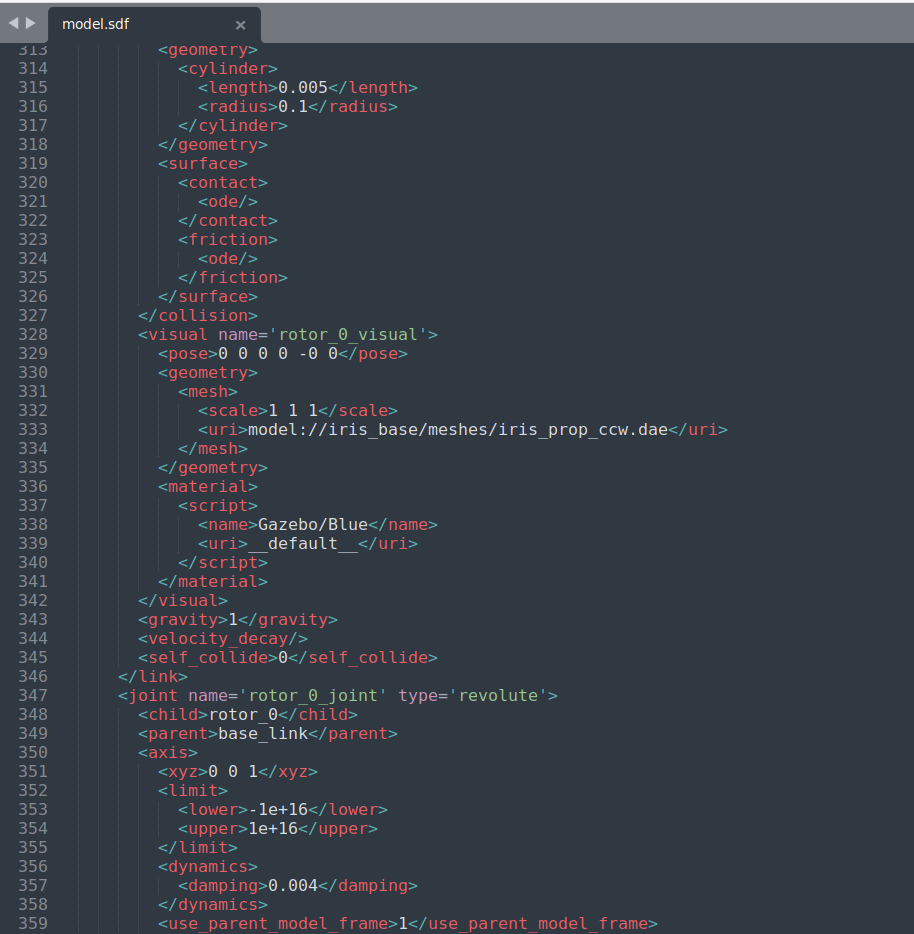 model.sdf ×
313 <geometry>
314 <cylinder>
315 <length>0.005</length>
316 <radius>0.1</radius>
317 </cylinder>
318 </geometry>
319 <surface>
320 <contact>
321 <ode/>
322 </contact>
323 <friction>
324 <ode/>
325 </friction>
326 </surface>
327 </collision>
328 <visual name='rotor_0_visual'>
329 <pose>0 0 0 0 -0 0</pose>
330 <geometry>
331 <mesh>
332 <scale>1 1 1</scale>
333 <uri>model://iris_base/meshes/iris_prop_ccw.dae</uri>
334 </mesh>
335 </geometry>
336 <material>
337 <script>
338 <name>Gazebo/Blue</name>
339 <uri>__default__</uri>
340 </script>
341 </material>
342 </visual>
343 <gravity>1</gravity>
344 <velocity_decay/>
345 <self_collide>0</self_collide>
346 </link>
347 <joint name='rotor_0_joint' type='revolute'>
348 <child>rotor_0</child>
349 <parent>base_link</parent>
350 <axis>
351 <xyz>0 0 1</xyz>
352 <limit>
353 <lower>-1e+16</lower>
354 <upper>1e+16</upper>
355 </limit>
356 <dynamics>
357 <damping>0.004</damping>
358 </dynamics>
359 <use_parent_model_frame>1</use_parent_model_frame>